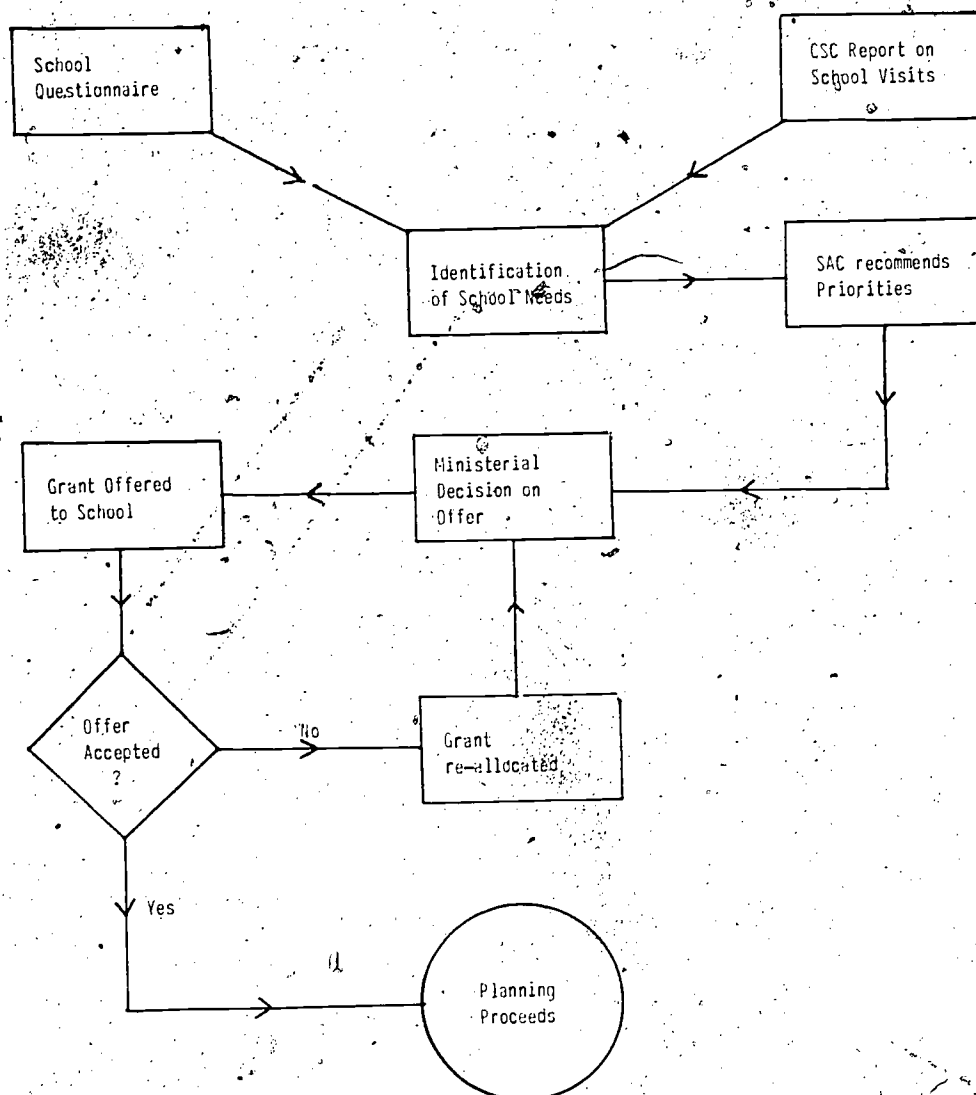 School
Questionnaire
CSC Report on
School Visits
Identification
of School Needs
SAC recommends
Priorities
Grant Offered
to School
Ministerial
Decision on
Offer
Offer
Accepted
?
No
Grant
re-allocated
Yes
Planning
Proceeds